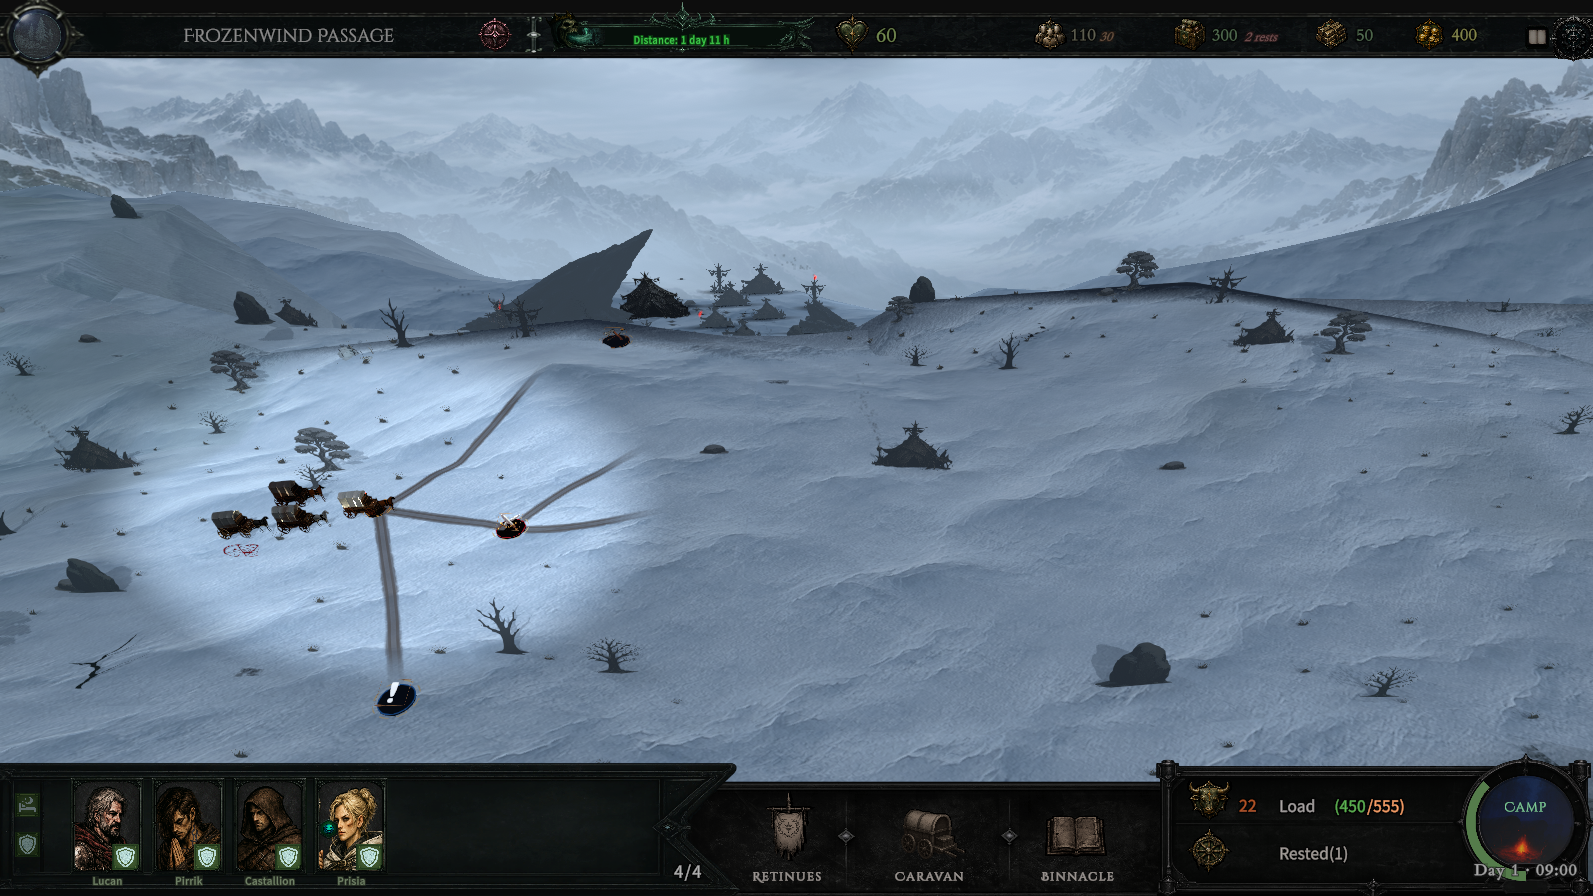 FROZENWIND PASSAGE
Distance: 1 day 11 h
60
110 30
300 2 rests
50
400
Lucan
Pirrik
Castallion
Prisia
4/4
RETINUES
CARAVAN
BINNACLE
22 Load (450/555)
Rested(1)
CAMP
Day 1 · 09:00